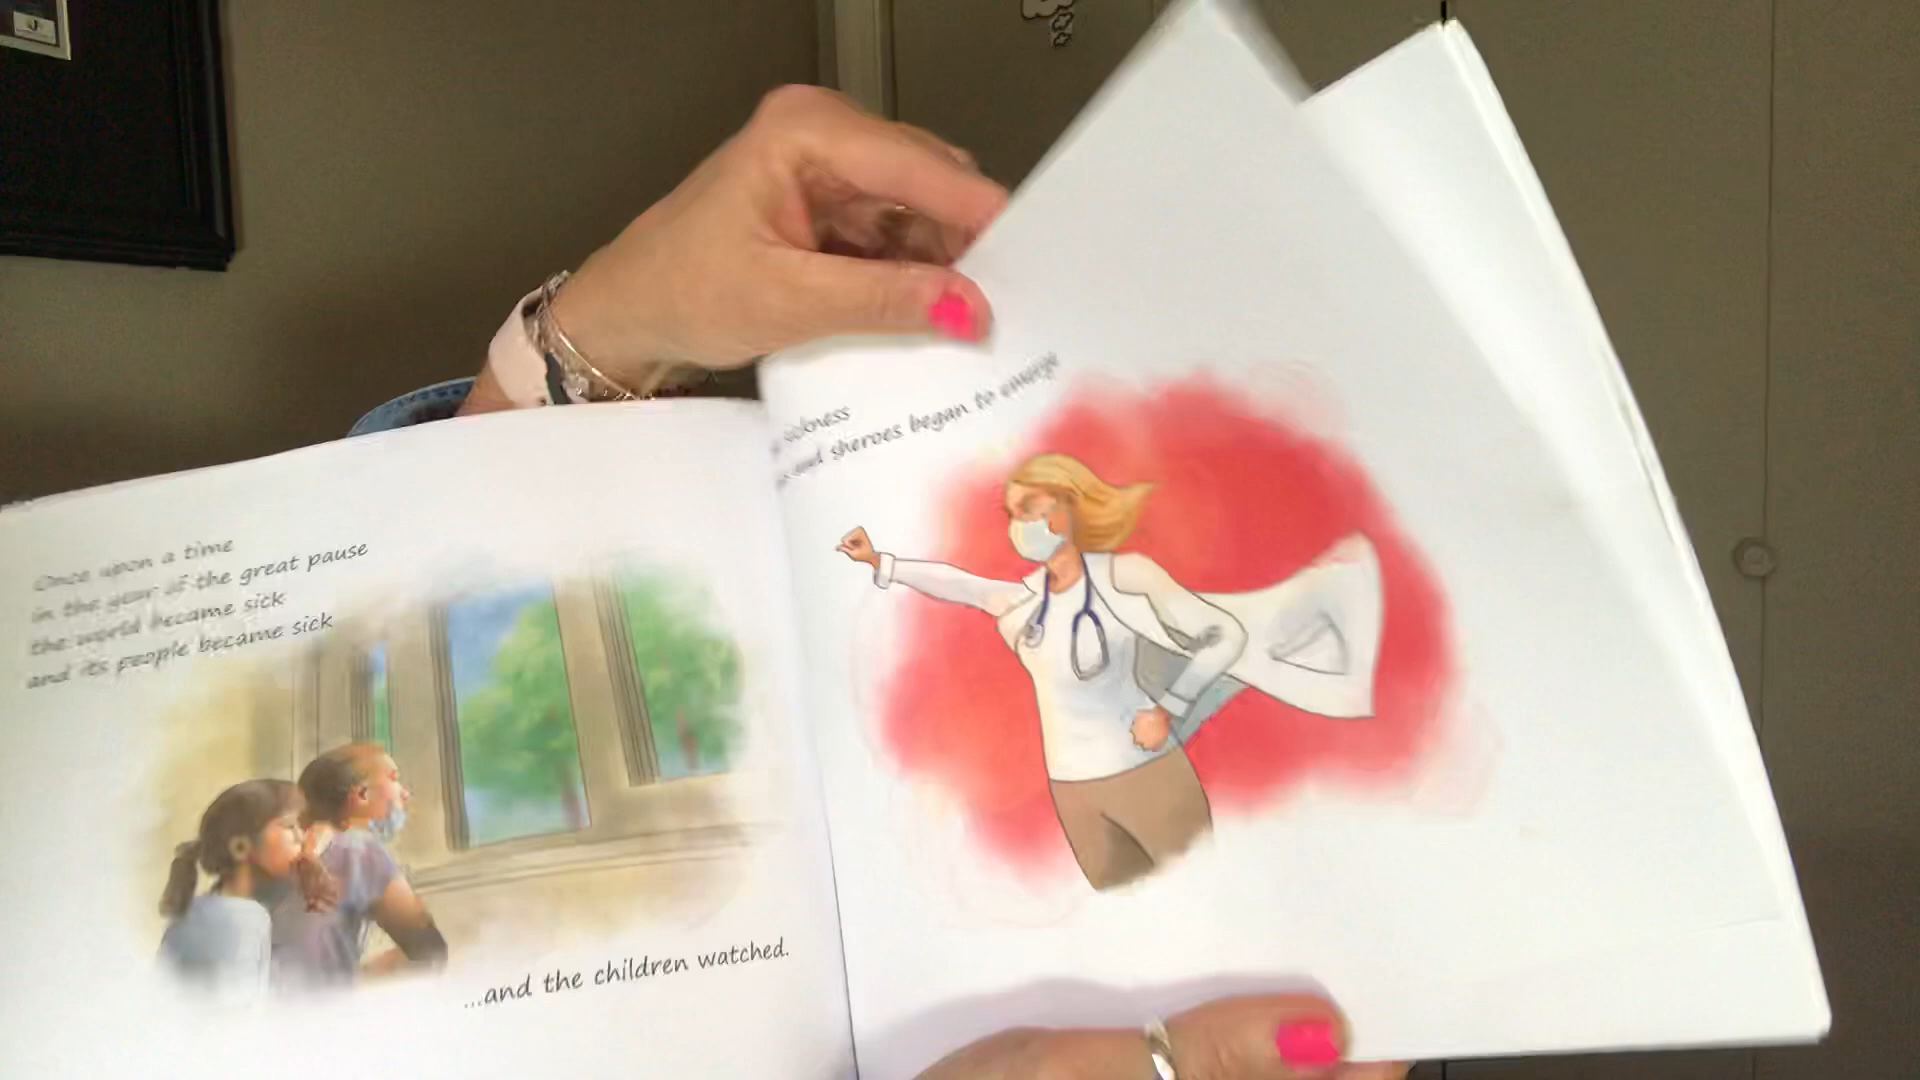 Once upon a time
in the year of the great pause
the world became sick
and its people became sick
...and the children watched.
and sheroes began to emerge